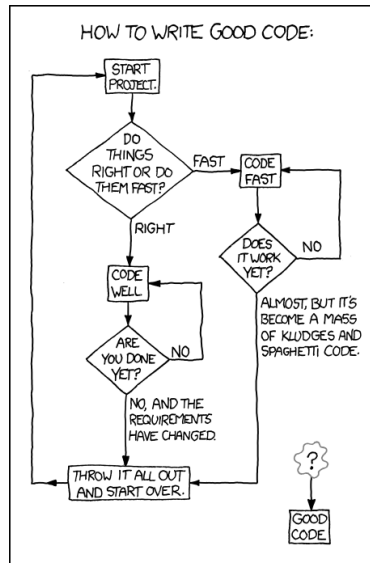 HOW TO WRITE GOOD CODE:
START
PROJECT.
DO
THINGS
RIGHT OR DO
THEM FAST?
FAST
CODE
FAST
RIGHT
DOES
IT WORK
YET?
NO
CODE
WELL
ALMOST, BUT IT'S
BECOME A MASS
OF KLUDGES AND
SPAGHETTI CODE.
ARE
YOU DONE
YET?
NO
NO, AND THE
REQUIREMENTS
HAVE CHANGED.
THROW IT ALL OUT
AND START OVER.
?
GOOD
CODE